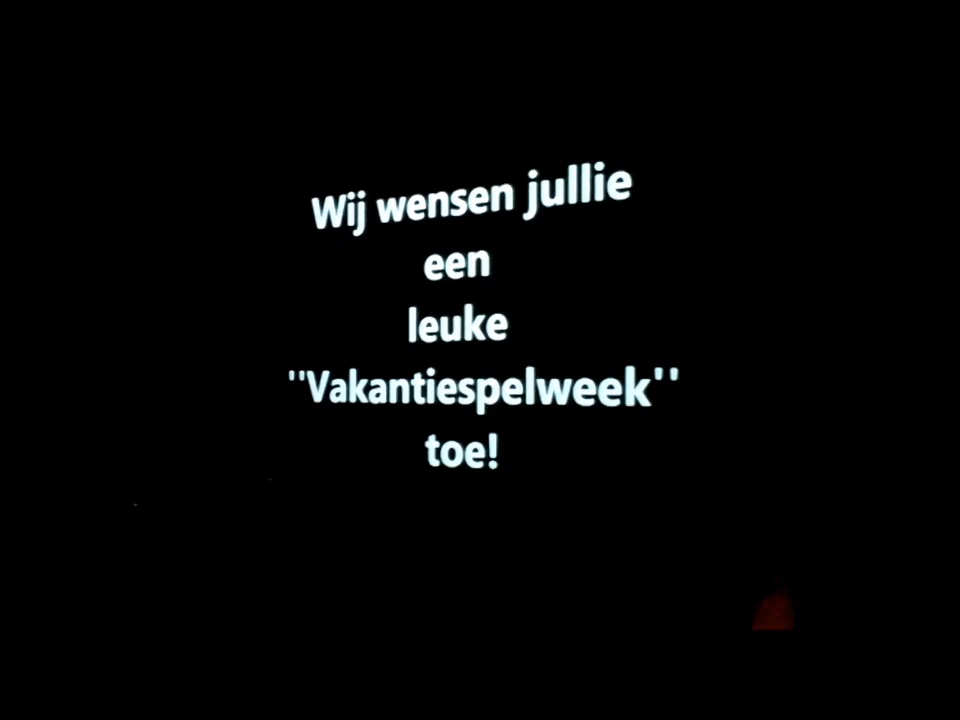 Wij wensen jullie
een
leuke
"Vakantiespelweek"
toe!